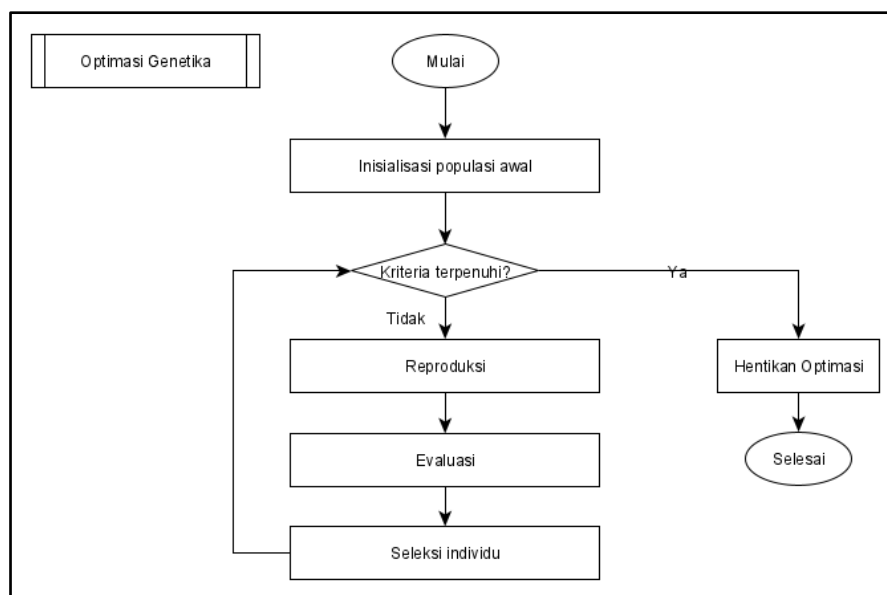 Optimasi Genetika
Mulai
Inisialisasi populasi awal
Kriteria terpenuhi?
Ya
Tidak
Reproduksi
Hentikan Optimasi
Evaluasi
Selesai
Seleksi individu